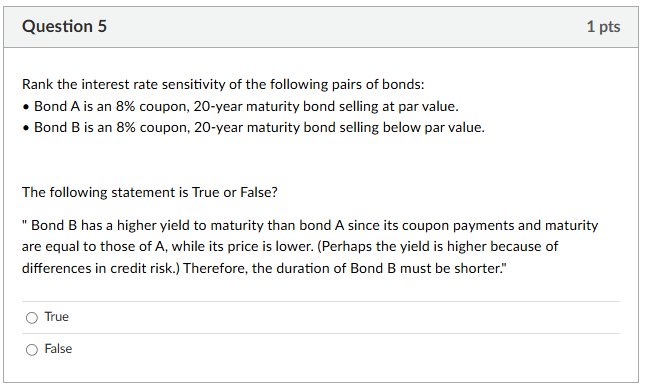 Question 5
1 pts
Rank the interest rate sensitivity of the following pairs of bonds:
• Bond A is an 8% coupon, 20-year maturity bond selling at par value.
• Bond B is an 8% coupon, 20-year maturity bond selling below par value.
The following statement is True or False?
" Bond B has a higher yield to maturity than bond A since its coupon payments and maturity
are equal to those of A, while its price is lower. (Perhaps the yield is higher because of
differences in credit risk.) Therefore, the duration of Bond B must be shorter."
True
False